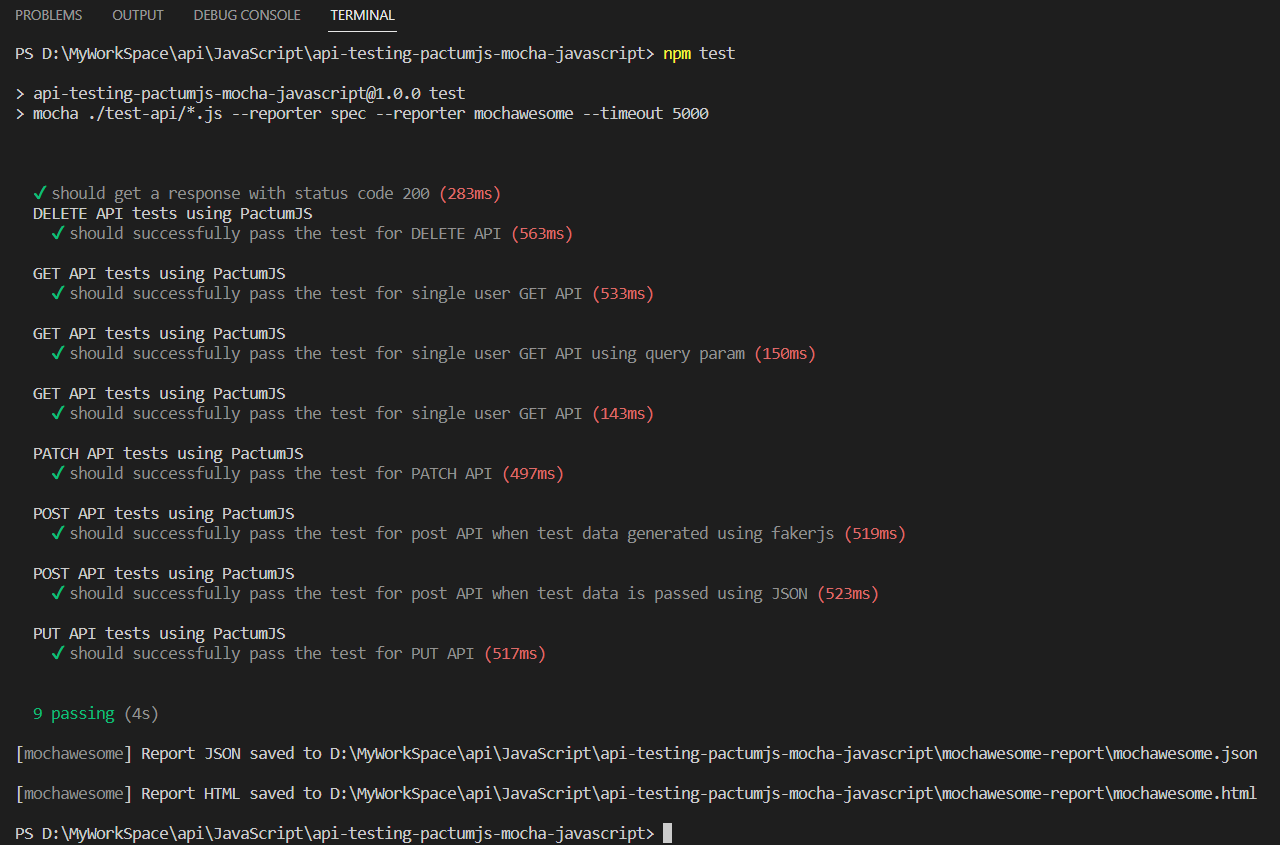 PROBLEMS OUTPUT DEBUG CONSOLE TERMINAL
PS D:\MyWorkSpace\api\JavaScript\api-testing-pactumjs-mocha-javascript> npm test
> api-testing-pactumjs-mocha-javascript@1.0.0 test
> mocha ./test-api/*.js --reporter spec --reporter mochawesome --timeout 5000
✓ should get a response with status code 200 (283ms)
DELETE API tests using PactumJS
✓ should successfully pass the test for DELETE API (563ms)
GET API tests using PactumJS
✓ should successfully pass the test for single user GET API (533ms)
GET API tests using PactumJS
✓ should successfully pass the test for single user GET API using query param (150ms)
GET API tests using PactumJS
✓ should successfully pass the test for single user GET API (143ms)
PATCH API tests using PactumJS
✓ should successfully pass the test for PATCH API (497ms)
POST API tests using PactumJS
✓ should successfully pass the test for post API when test data generated using fakerjs (519ms)
POST API tests using PactumJS
✓ should successfully pass the test for post API when test data is passed using JSON (523ms)
PUT API tests using PactumJS
✓ should successfully pass the test for PUT API (517ms)
9 passing (4s)
[mochawesome] Report JSON saved to D:\MyWorkSpace\api\JavaScript\api-testing-pactumjs-mocha-javascript\mochawesome-report\mochawesome.json
[mochawesome] Report HTML saved to D:\MyWorkSpace\api\JavaScript\api-testing-pactumjs-mocha-javascript\mochawesome-report\mochawesome.html
PS D:\MyWorkSpace\api\JavaScript\api-testing-pactumjs-mocha-javascript>